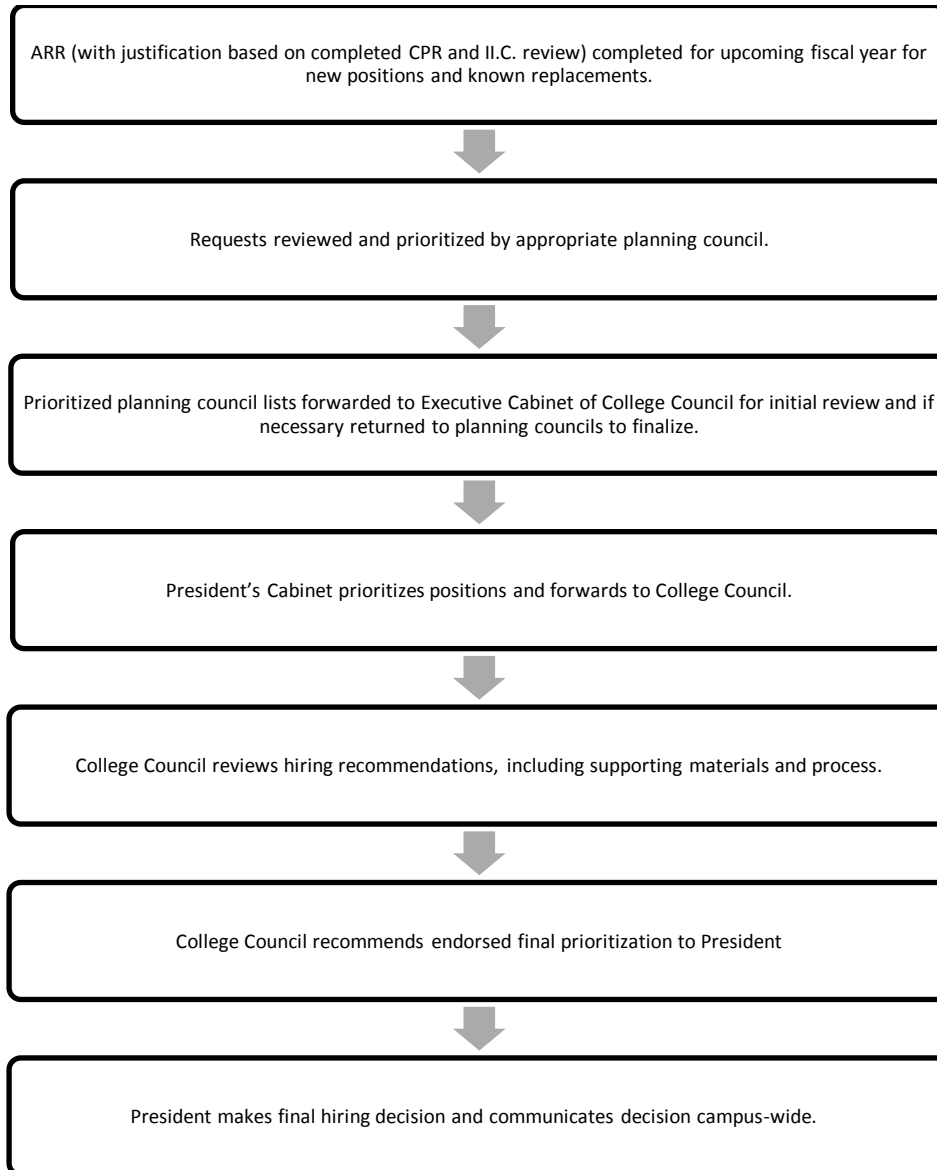 ARR (with justification based on completed CPR and II.C. review) completed for upcoming fiscal year for
new positions and known replacements.
Requests reviewed and prioritized by appropriate planning council.
Prioritized planning council lists forwarded to Executive Cabinet of College Council for initial review and if
necessary returned to planning councils to finalize.
President’s Cabinet prioritizes positions and forwards to College Council.
College Council reviews hiring recommendations, including supporting materials and process.
College Council recommends endorsed final prioritization to President
President makes final hiring decision and communicates decision campus-wide.